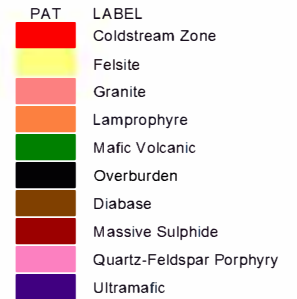 PAT LABEL
Coldstream Zone
Felsite
Granite
Lamprophyre
Mafic Volcanic
Overburden
Diabase
Massive Sulphide
Quartz-Feldspar Porphyry
Ultramafic